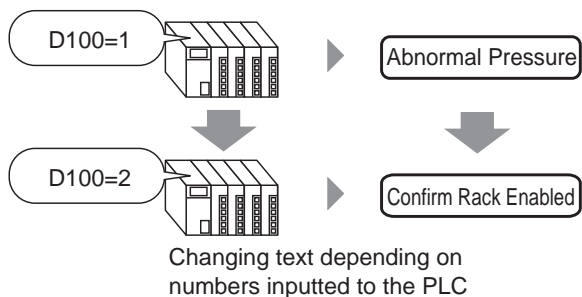 D100=1
Abnormal Pressure
D100=2
Confirm Rack Enabled
Changing text depending on
numbers inputted to the PLC